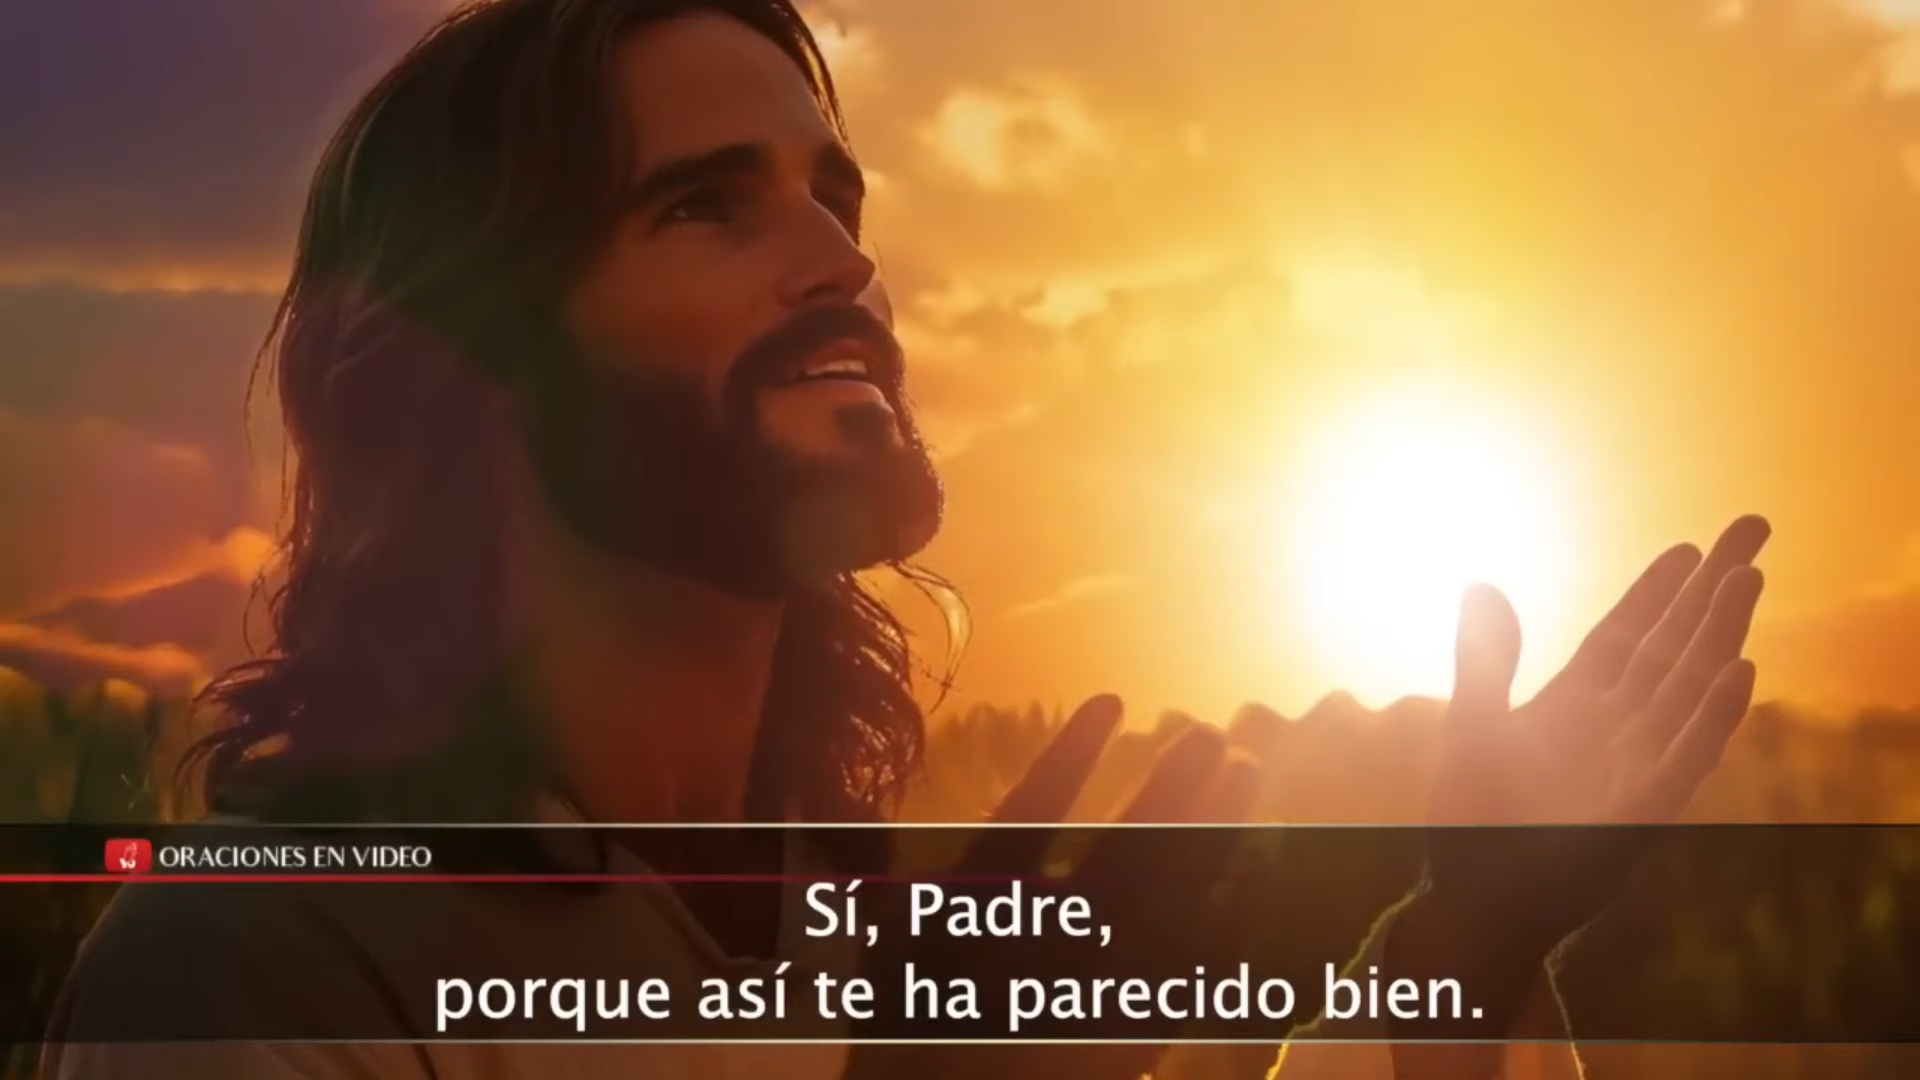 ORACIONES EN VIDEO
Sí, Padre,
porque así te ha parecido bien.